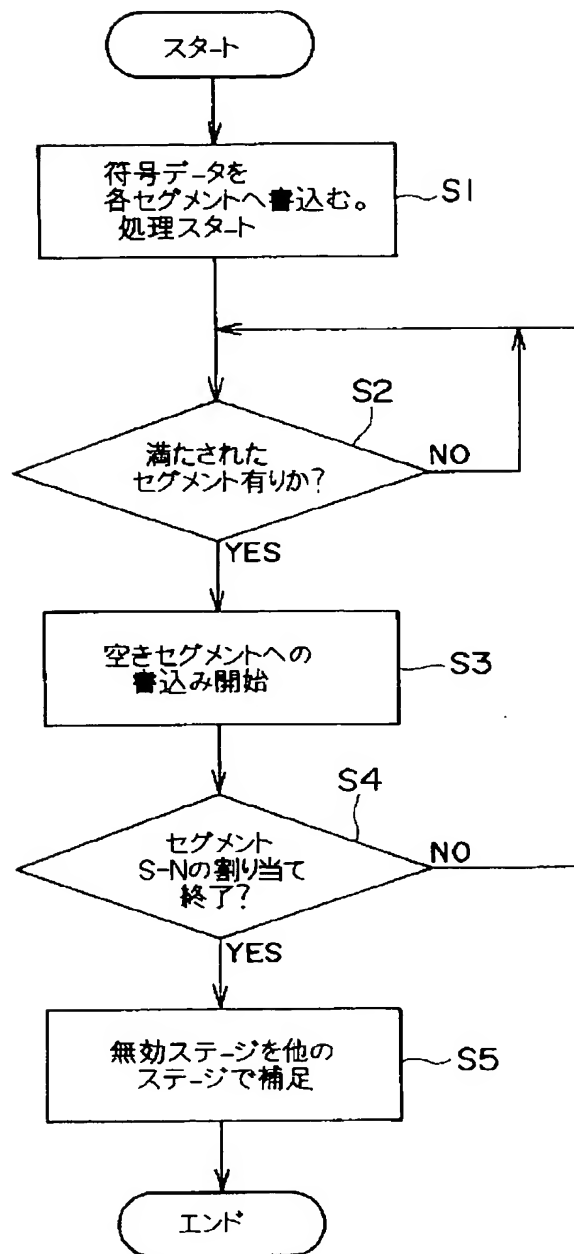 スタート
符号データを
各セグメントへ書込む。
処理スタート
S1
S2
満たされた
セグメント有りか?
NO
YES
空きセグメントへの
書込み開始
S3
S4
セグメント
S-Nの割り当て
終了?
NO
YES
無効ステージを他の
ステージで補足
S5
エンド